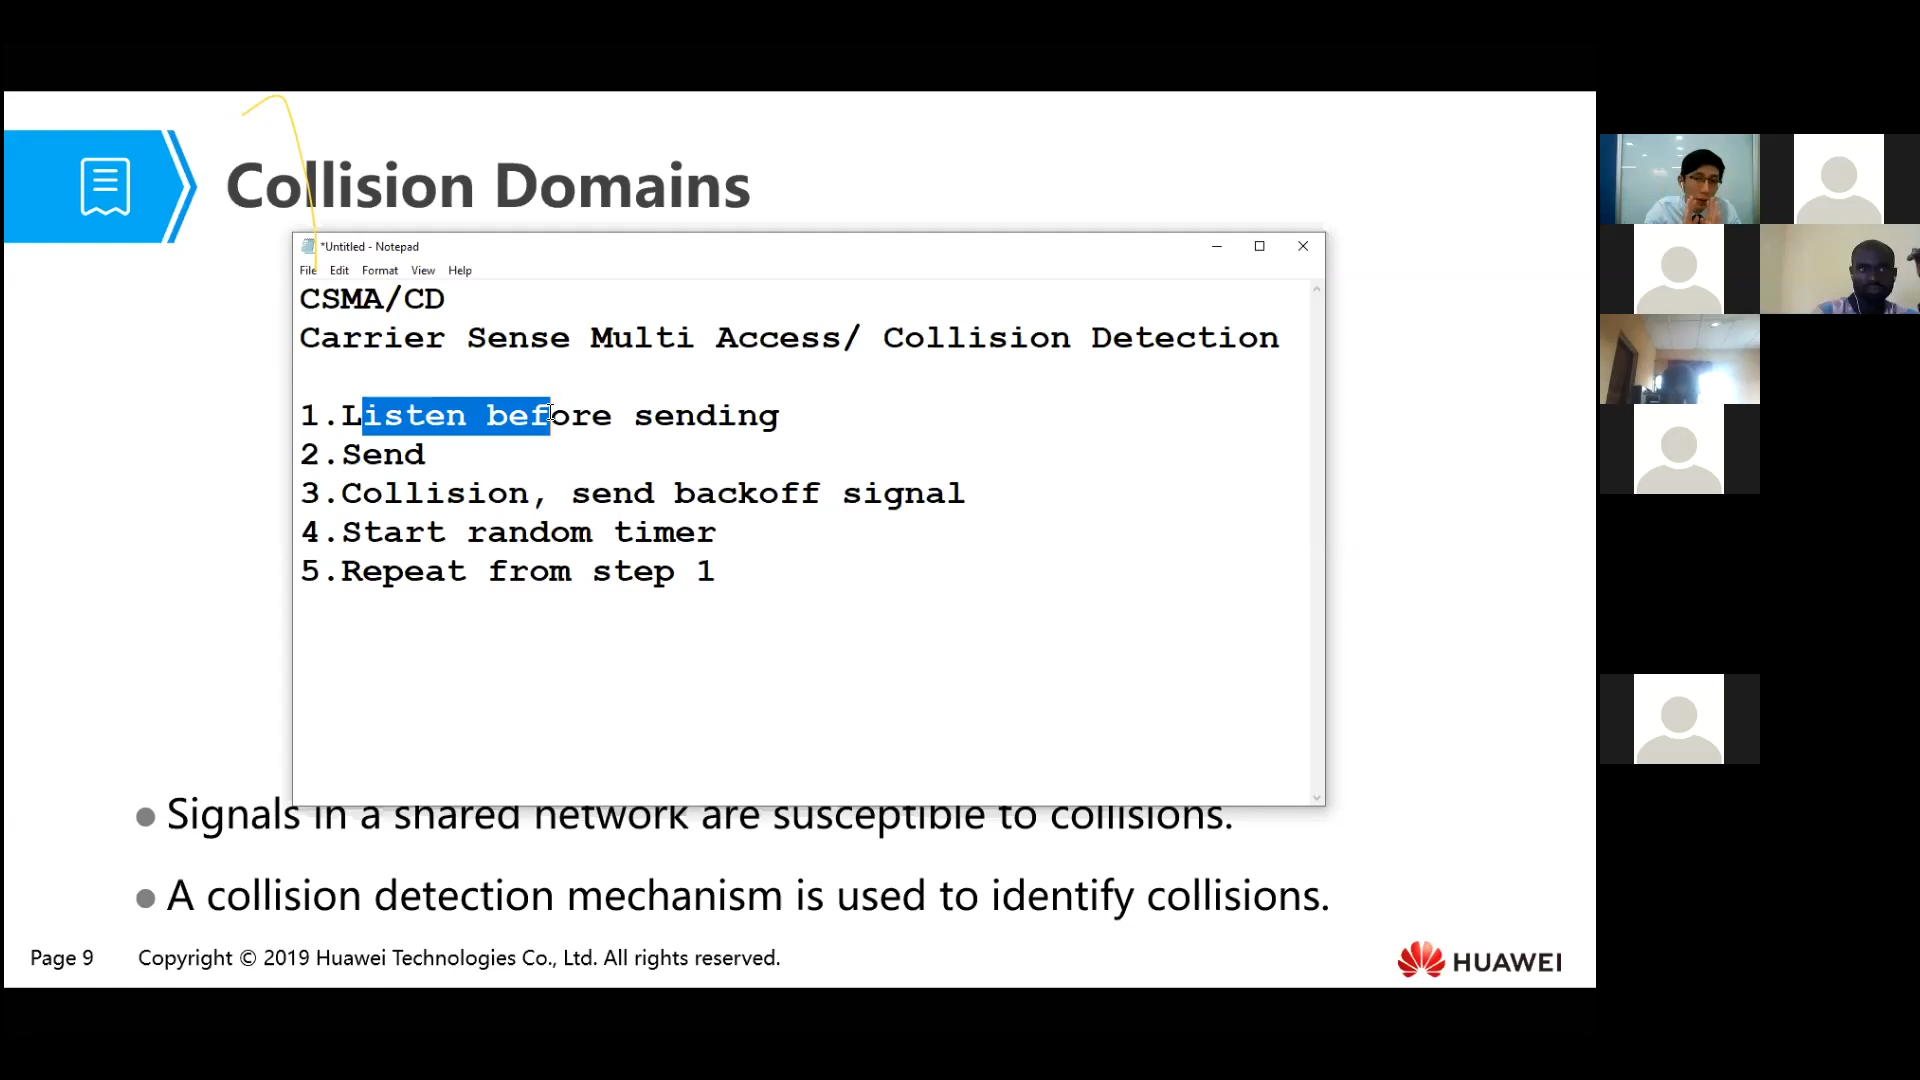 Collision Domains
*Untitled - Notepad
File Edit Format View Help
CSMA/CD
Carrier Sense Multi Access/ Collision Detection
1.Listen before sending
2.Send
3.Collision, send backoff signal
4.Start random timer
5.Repeat from step 1
Signals in a shared network are susceptible to collisions.
A collision detection mechanism is used to identify collisions.
Page 9 Copyright © 2019 Huawei Technologies Co., Ltd. All rights reserved.
HUAWEI